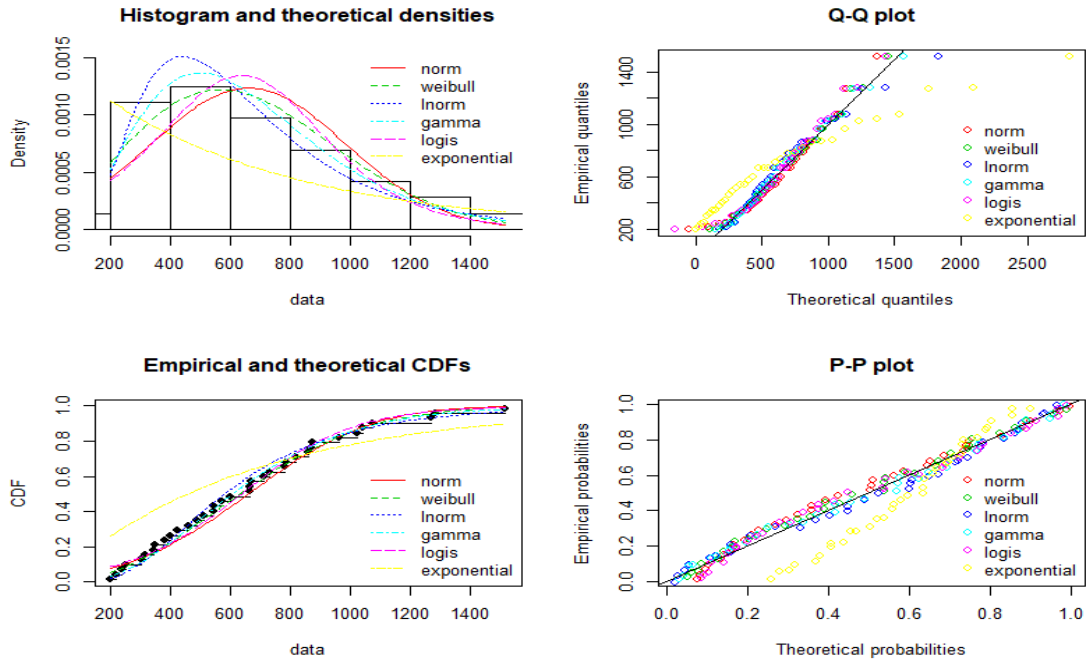 Histogram and theoretical densities
Density
0.0000 0.0005 0.0010 0.0015
norm
weibull
lnorm
gamma
logis
exponential
200 400 600 800 1000 1200 1400
data
Q-Q plot
Empirical quantiles
200 600 1000 1400
norm
weibull
lnorm
gamma
logis
exponential
0 500 1000 1500 2000 2500
Theoretical quantiles
Empirical and theoretical CDFs
CDF
0.0 0.2 0.4 0.6 0.8 1.0
norm
weibull
lnorm
gamma
logis
exponential
200 400 600 800 1000 1200 1400
data
P-P plot
Empirical probabilities
0.0 0.2 0.4 0.6 0.8 1.0
norm
weibull
lnorm
gamma
logis
exponential
0.0 0.2 0.4 0.6 0.8 1.0
Theoretical probabilities